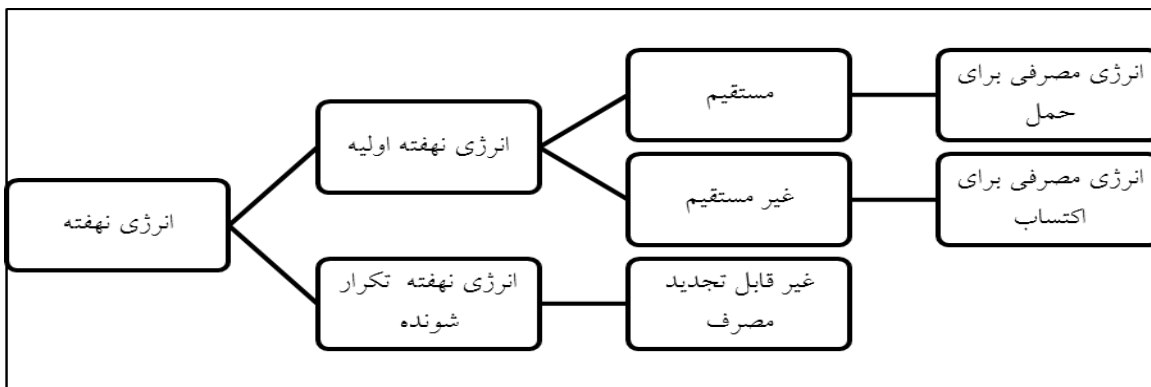 انرژی نهفته
انرژی نهفته اولیه
مستقیم
انرژی مصرفی برای
حمل
غیر مستقیم
انرژی مصرفی برای
اکتساب
انرژی نهفته تکرار
شونده
غیر قابل تجدید
مصرف